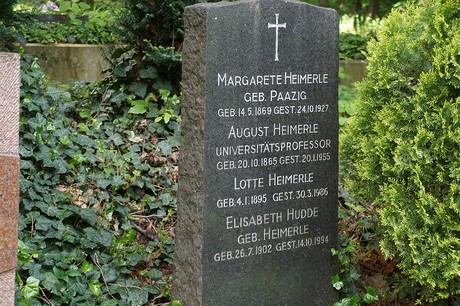 MARGARETE HEIMERLE
GEB. PAAZIG
GEB. 14.5.1869 GEST. 24.10.1927
AUGUST HEIMERLE
UNIVERSITÄTSPROFESSOR
GEB. 20.10.1865 GEST. 20.1.1955
LOTTE HEIMERLE
GEB. 4.1.1895 GEST. 30.3.1986
ELISABETH HUDDE
GEB. HEIMERLE
GEB. 26.7.1902 GEST. 14.10.1994